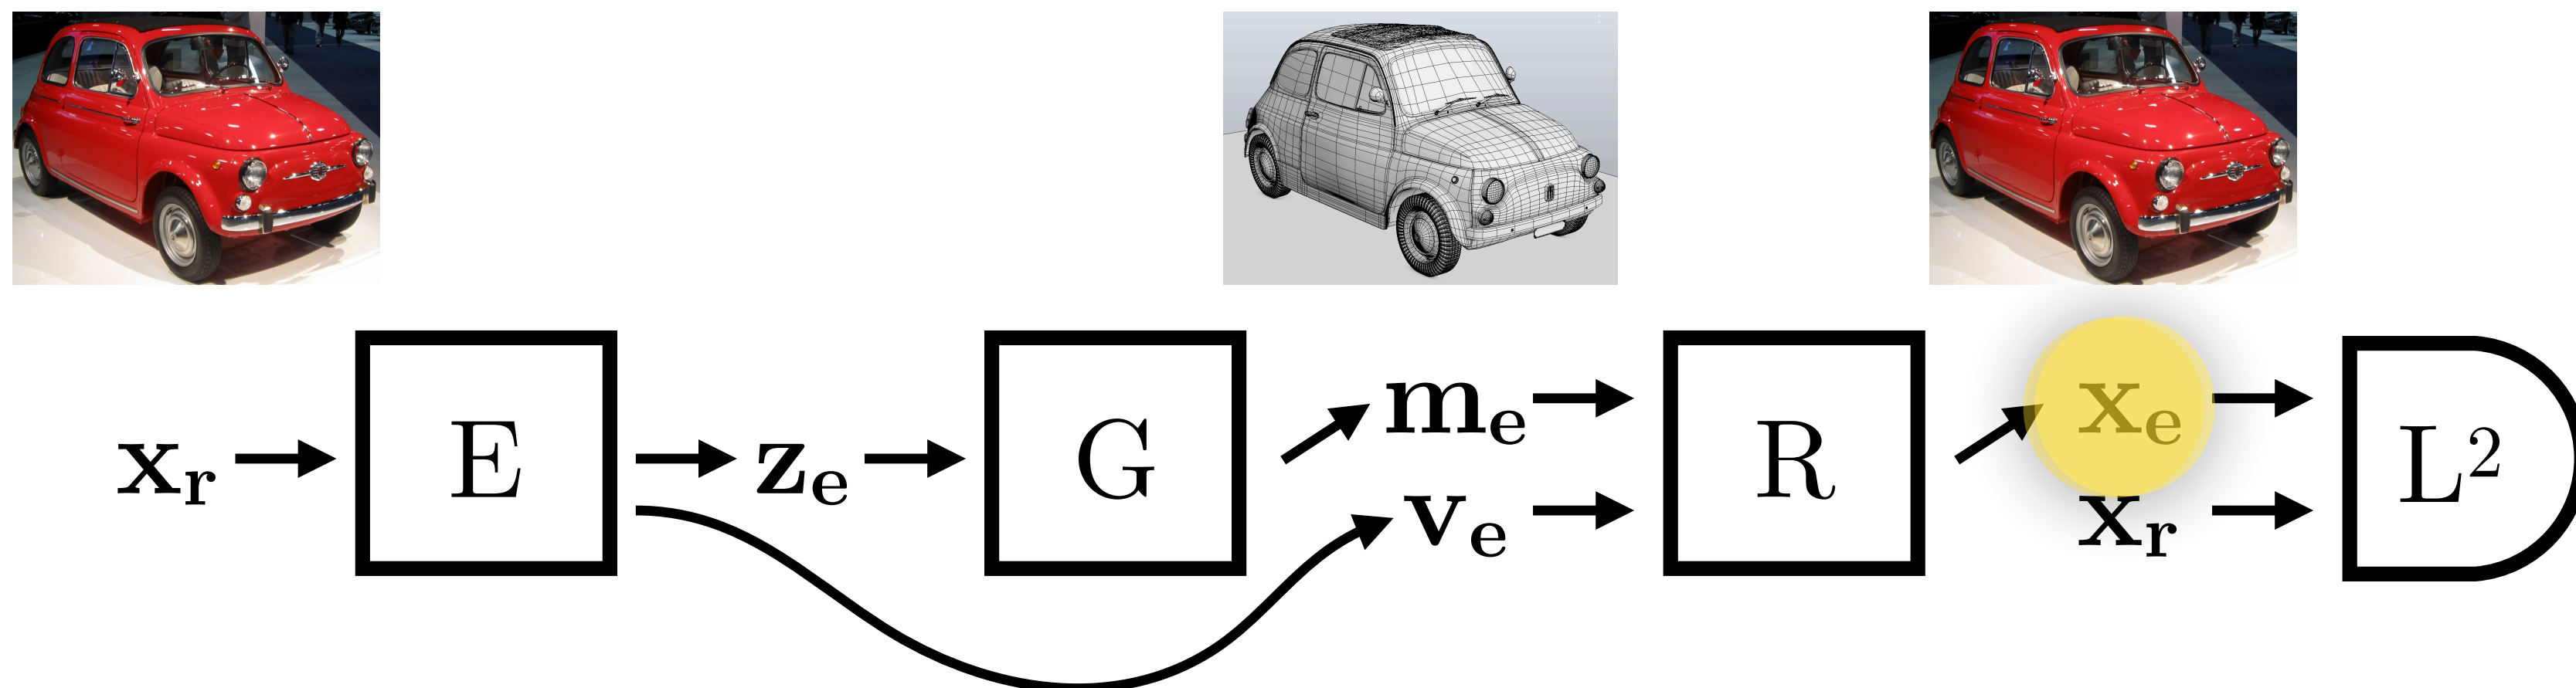 x_r → E → z_e → G → m_e → R → x_e → L²
v_e → x_r →